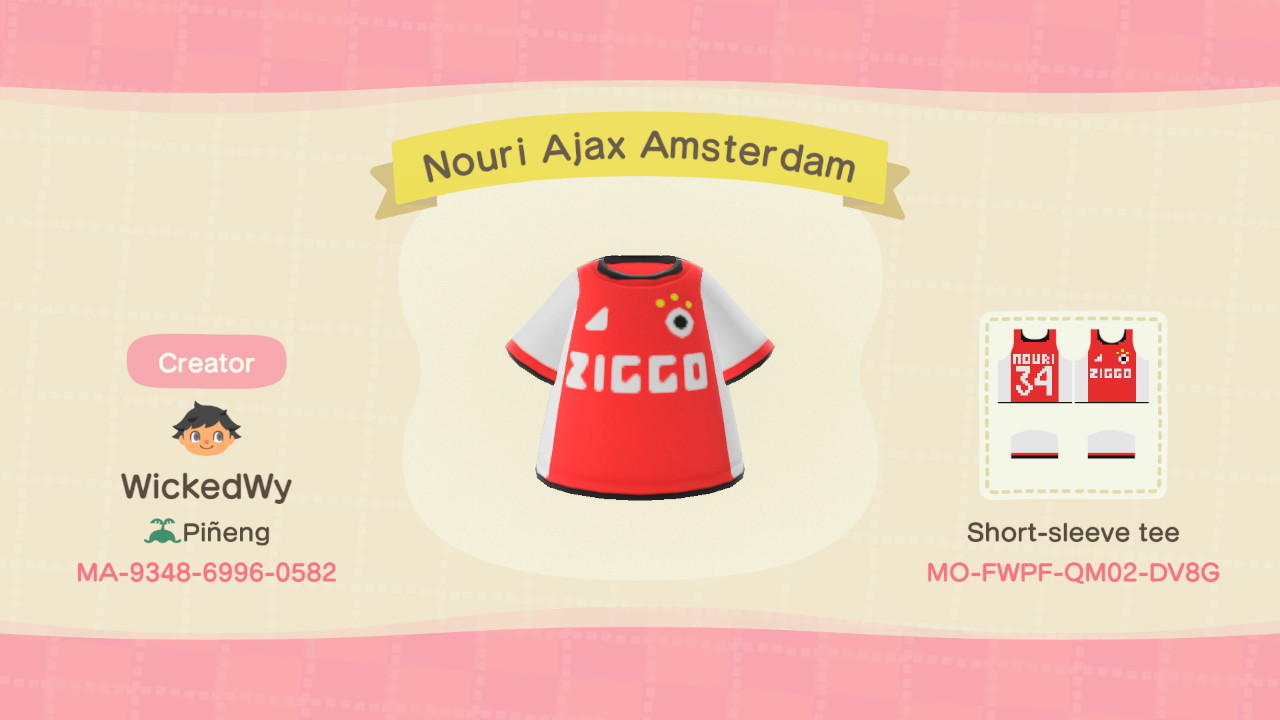 Nouri Ajax Amsterdam
ZIGGO
Creator
WickedWy
Piñeng
MA-9348-6996-0582
NOURI
34
ZIGGO
Short-sleeve tee
MO-FWPF-QM02-DV8G